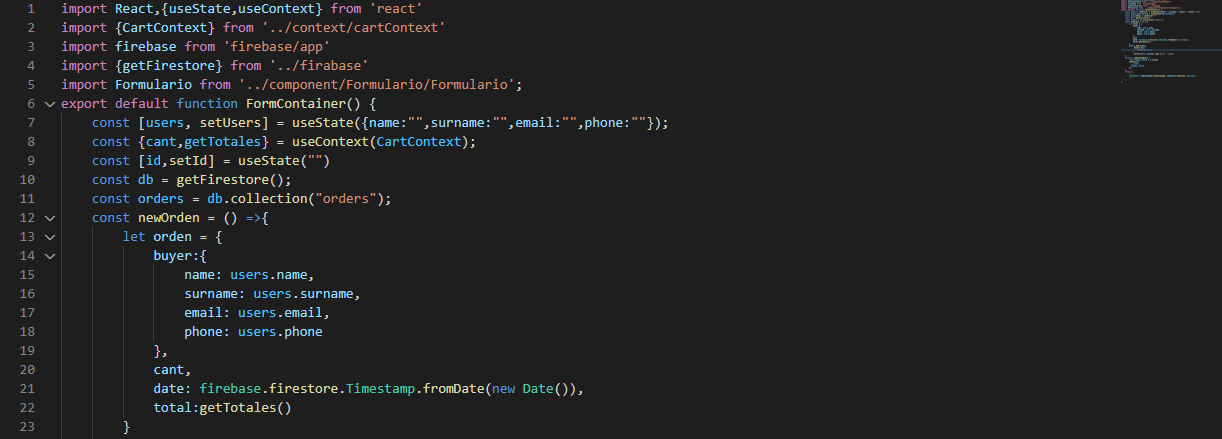 1 import React,{useState,useContext} from 'react'
2 import {CartContext} from '../context/cartContext'
3 import firebase from 'firebase/app'
4 import {getFirestore} from '../firabase'
5 import Formulario from '../component/Formulario/Formulario';
6 export default function FormContainer() {
7     const [users, setUsers] = useState({name:"",surname:"",email:"",phone:""});
8     const {cant,getTotales} = useContext(CartContext);
9     const [id,setId] = useState("")
10     const db = getFirestore();
11     const orders = db.collection("orders");
12     const newOrden = () =>{
13         let orden = {
14             buyer:{
15                 name: users.name,
16                 surname: users.surname,
17                 email: users.email,
18                 phone: users.phone
19             },
20             cant,
21             date: firebase.firestore.Timestamp.fromDate(new Date()),
22             total:getTotales()
23         }